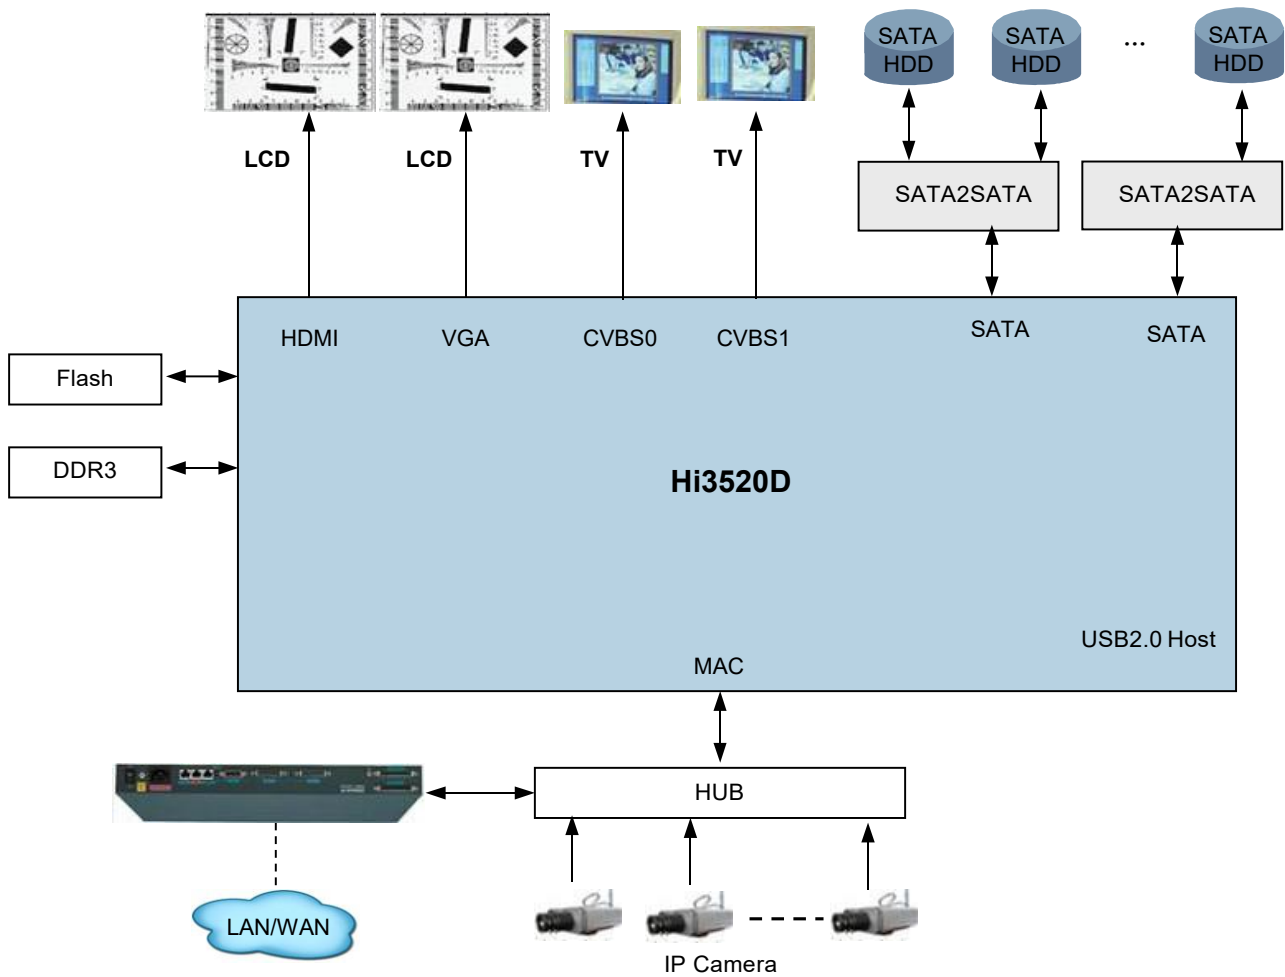 SATA
HDD
SATA
HDD
...
SATA
HDD
LCD
LCD
TV
TV
SATA2SATA
SATA2SATA
HDMI
VGA
CVBS0
CVBS1
SATA
SATA
Flash
DDR3
Hi3520D
USB2.0 Host
MAC
HUB
LAN/WAN
IP Camera